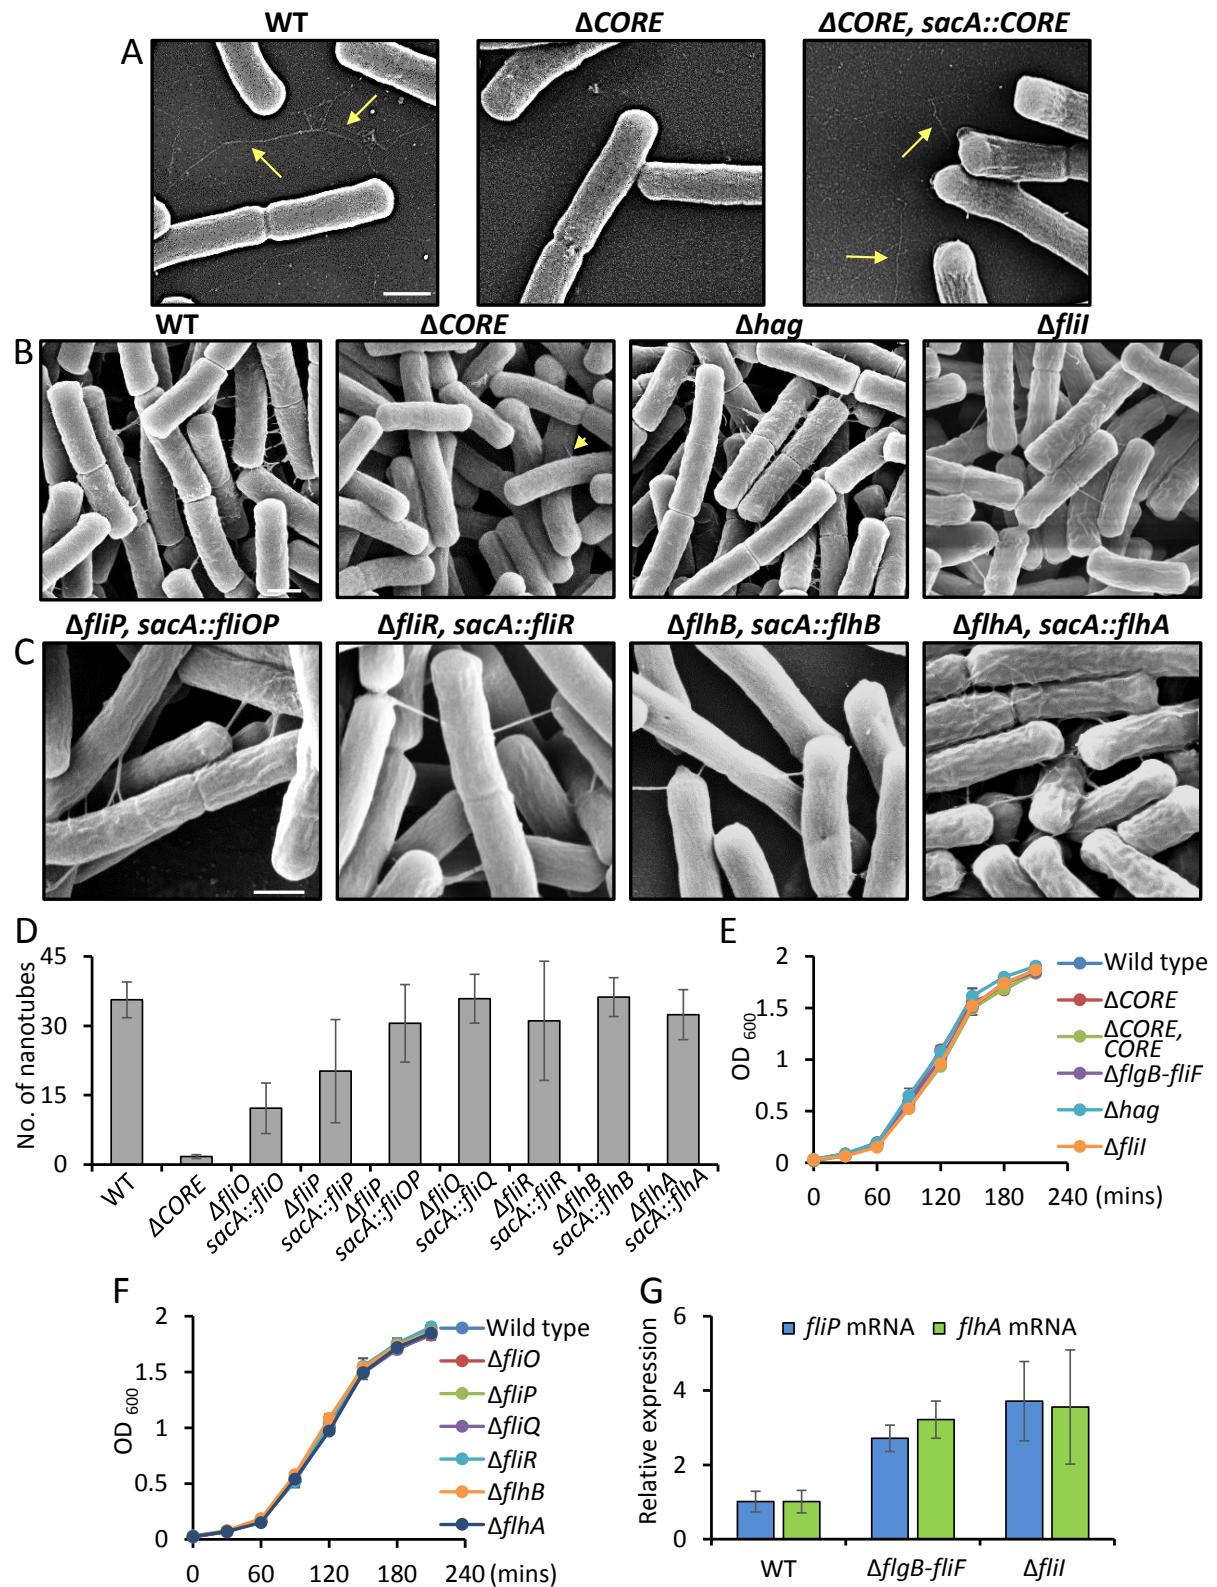 WT ΔCORE ΔCORE, sacA::CORE
A
WT ΔCORE Δhag ΔfliI
B
ΔfliP, sacA::fliOP ΔfliR, sacA::fliR ΔflhB, sacA::flhB ΔflhA, sacA::flhA
C
D
No. of nanotubes
45
30
15
0
WT
ΔCORE
ΔfliO
sacA::fliO
ΔfliP
sacA::fliP
ΔfliP
sacA::fliOP
ΔfliQ
sacA::fliQ
ΔfliR
sacA::fliR
ΔflhB
sacA::flhB
ΔflhA
sacA::flhA
E
OD 600
2
1.5
1
0.5
0
0 60 120 180 240 (mins)
Wild type
ΔCORE
ΔCORE,
CORE
ΔflgB-fliF
Δhag
ΔfliI
F
OD 600
2
1.5
1
0.5
0
0 60 120 180 240 (mins)
Wild type
ΔfliO
ΔfliP
ΔfliQ
ΔfliR
ΔflhB
ΔflhA
G
Relative expression
6
4
2
0
fliP mRNA flhA mRNA
WT ΔflgB-fliF ΔfliI